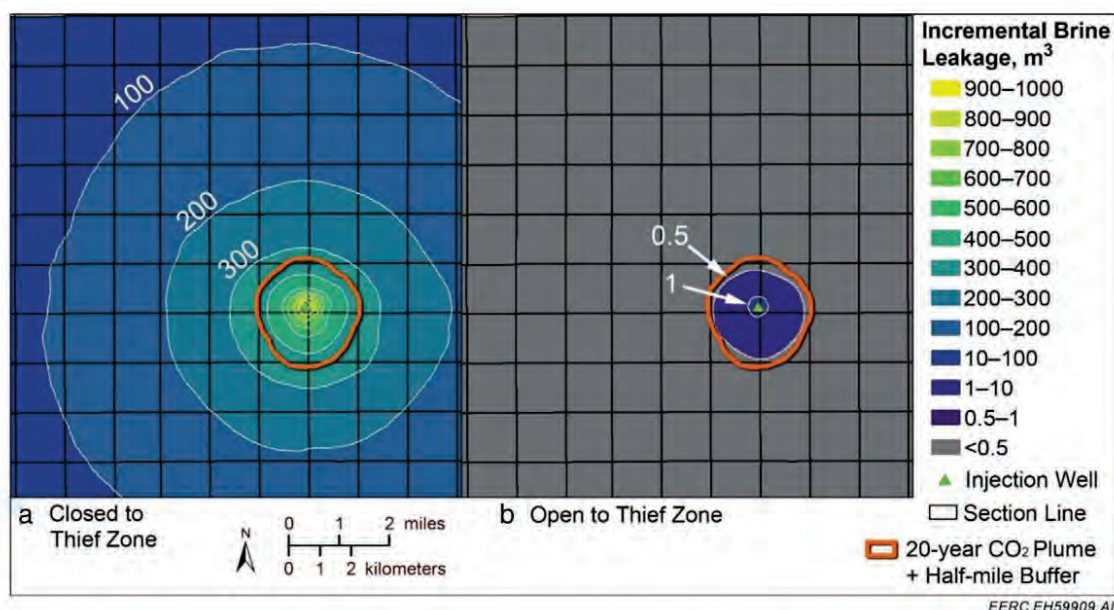 100
200
300
0.5
1
Incremental Brine
Leakage, m³
900–1000
800–900
700–800
600–700
500–600
400–500
300–400
200–300
100–200
10–100
1–10
0.5–1
<0.5
Injection Well
Section Line
20-year CO₂ Plume
+ Half-mile Buffer
a Closed to
Thief Zone
N
0 1 2 miles
0 1 2 kilometers
b Open to Thief Zone
EERC EH59909.AI